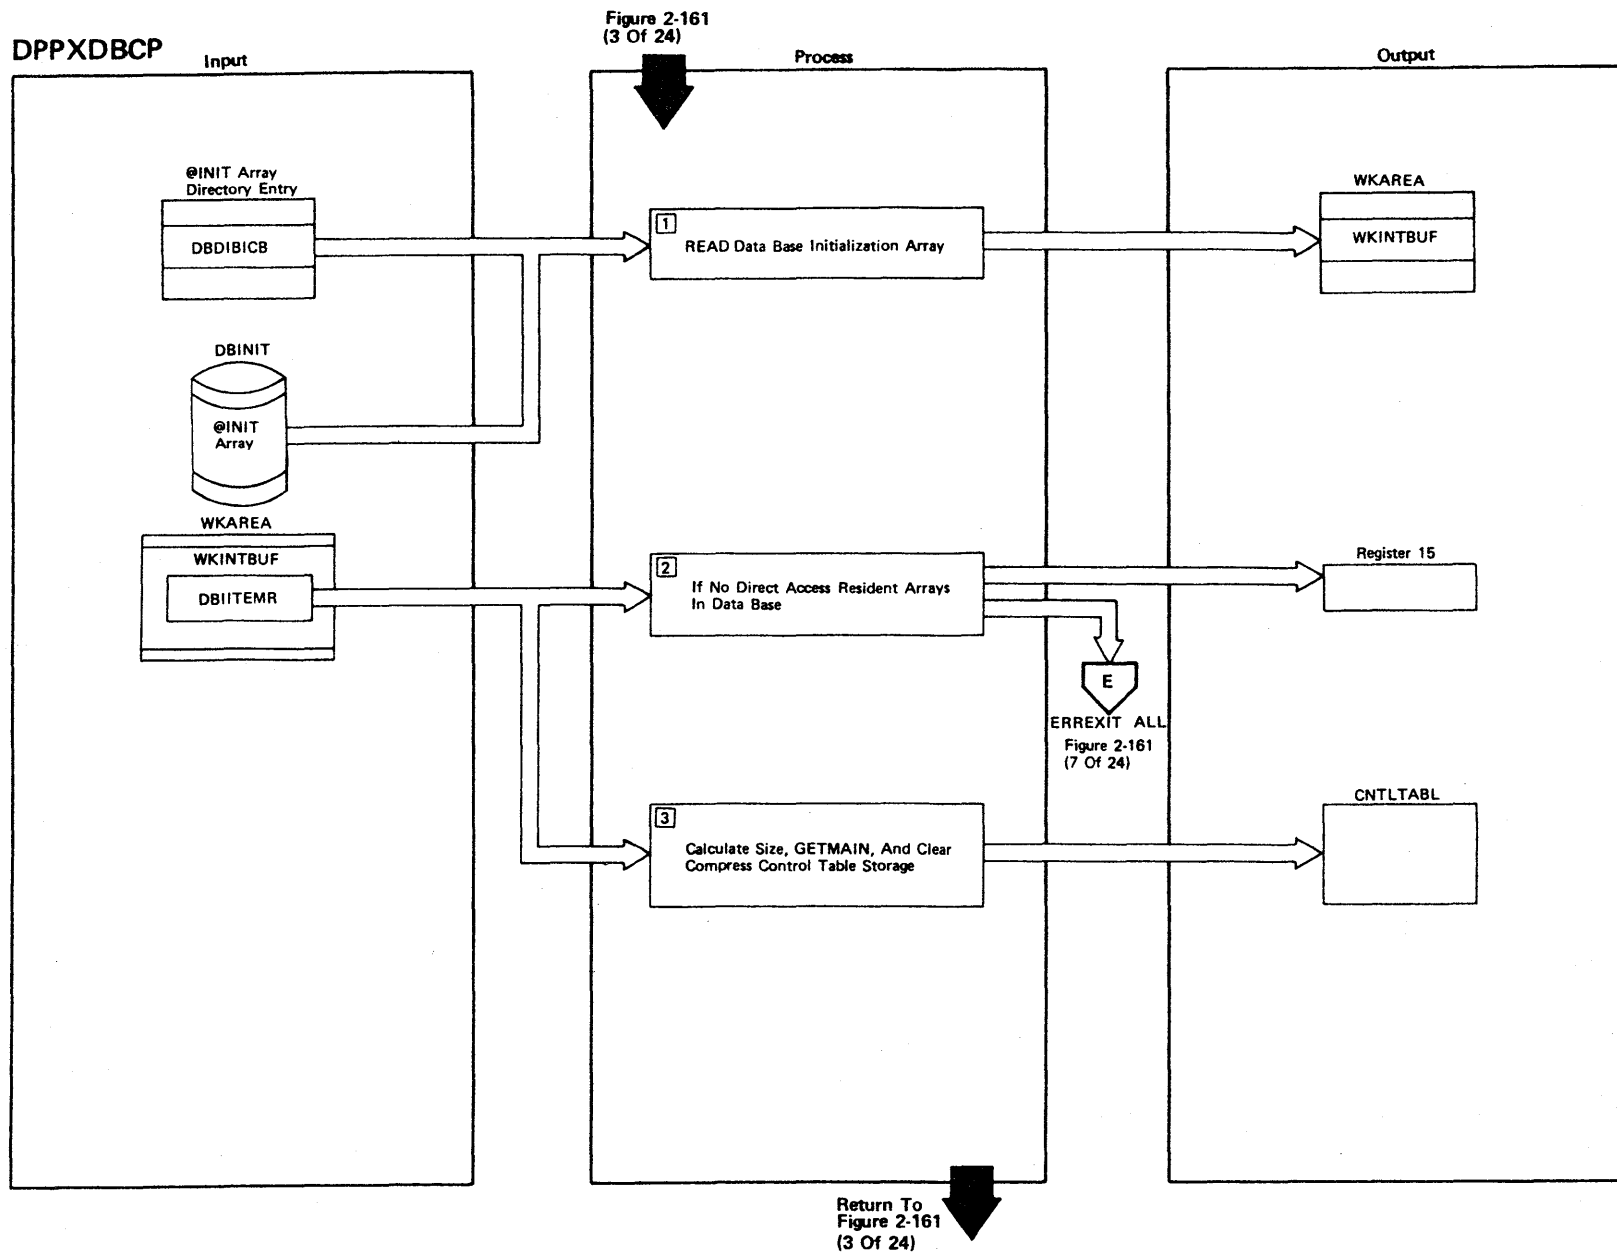 Figure 2-161
(3 Of 24)
DPPXDBCP
Input
Process
Output
@INIT Array
Directory Entry
DBDIBICB
1
READ Data Base Initialization Array
WKAREA
WKINTBUF
DBINIT
@INIT
Array
WKAREA
WKINTBUF
DBIITEMR
2
If No Direct Access Resident Arrays
In Data Base
Register 15
E
ERREXIT ALL
Figure 2-161
(7 Of 24)
3
Calculate Size, GETMAIN, And Clear
Compress Control Table Storage
CNTLTABL
Return To
Figure 2-161
(3 Of 24)